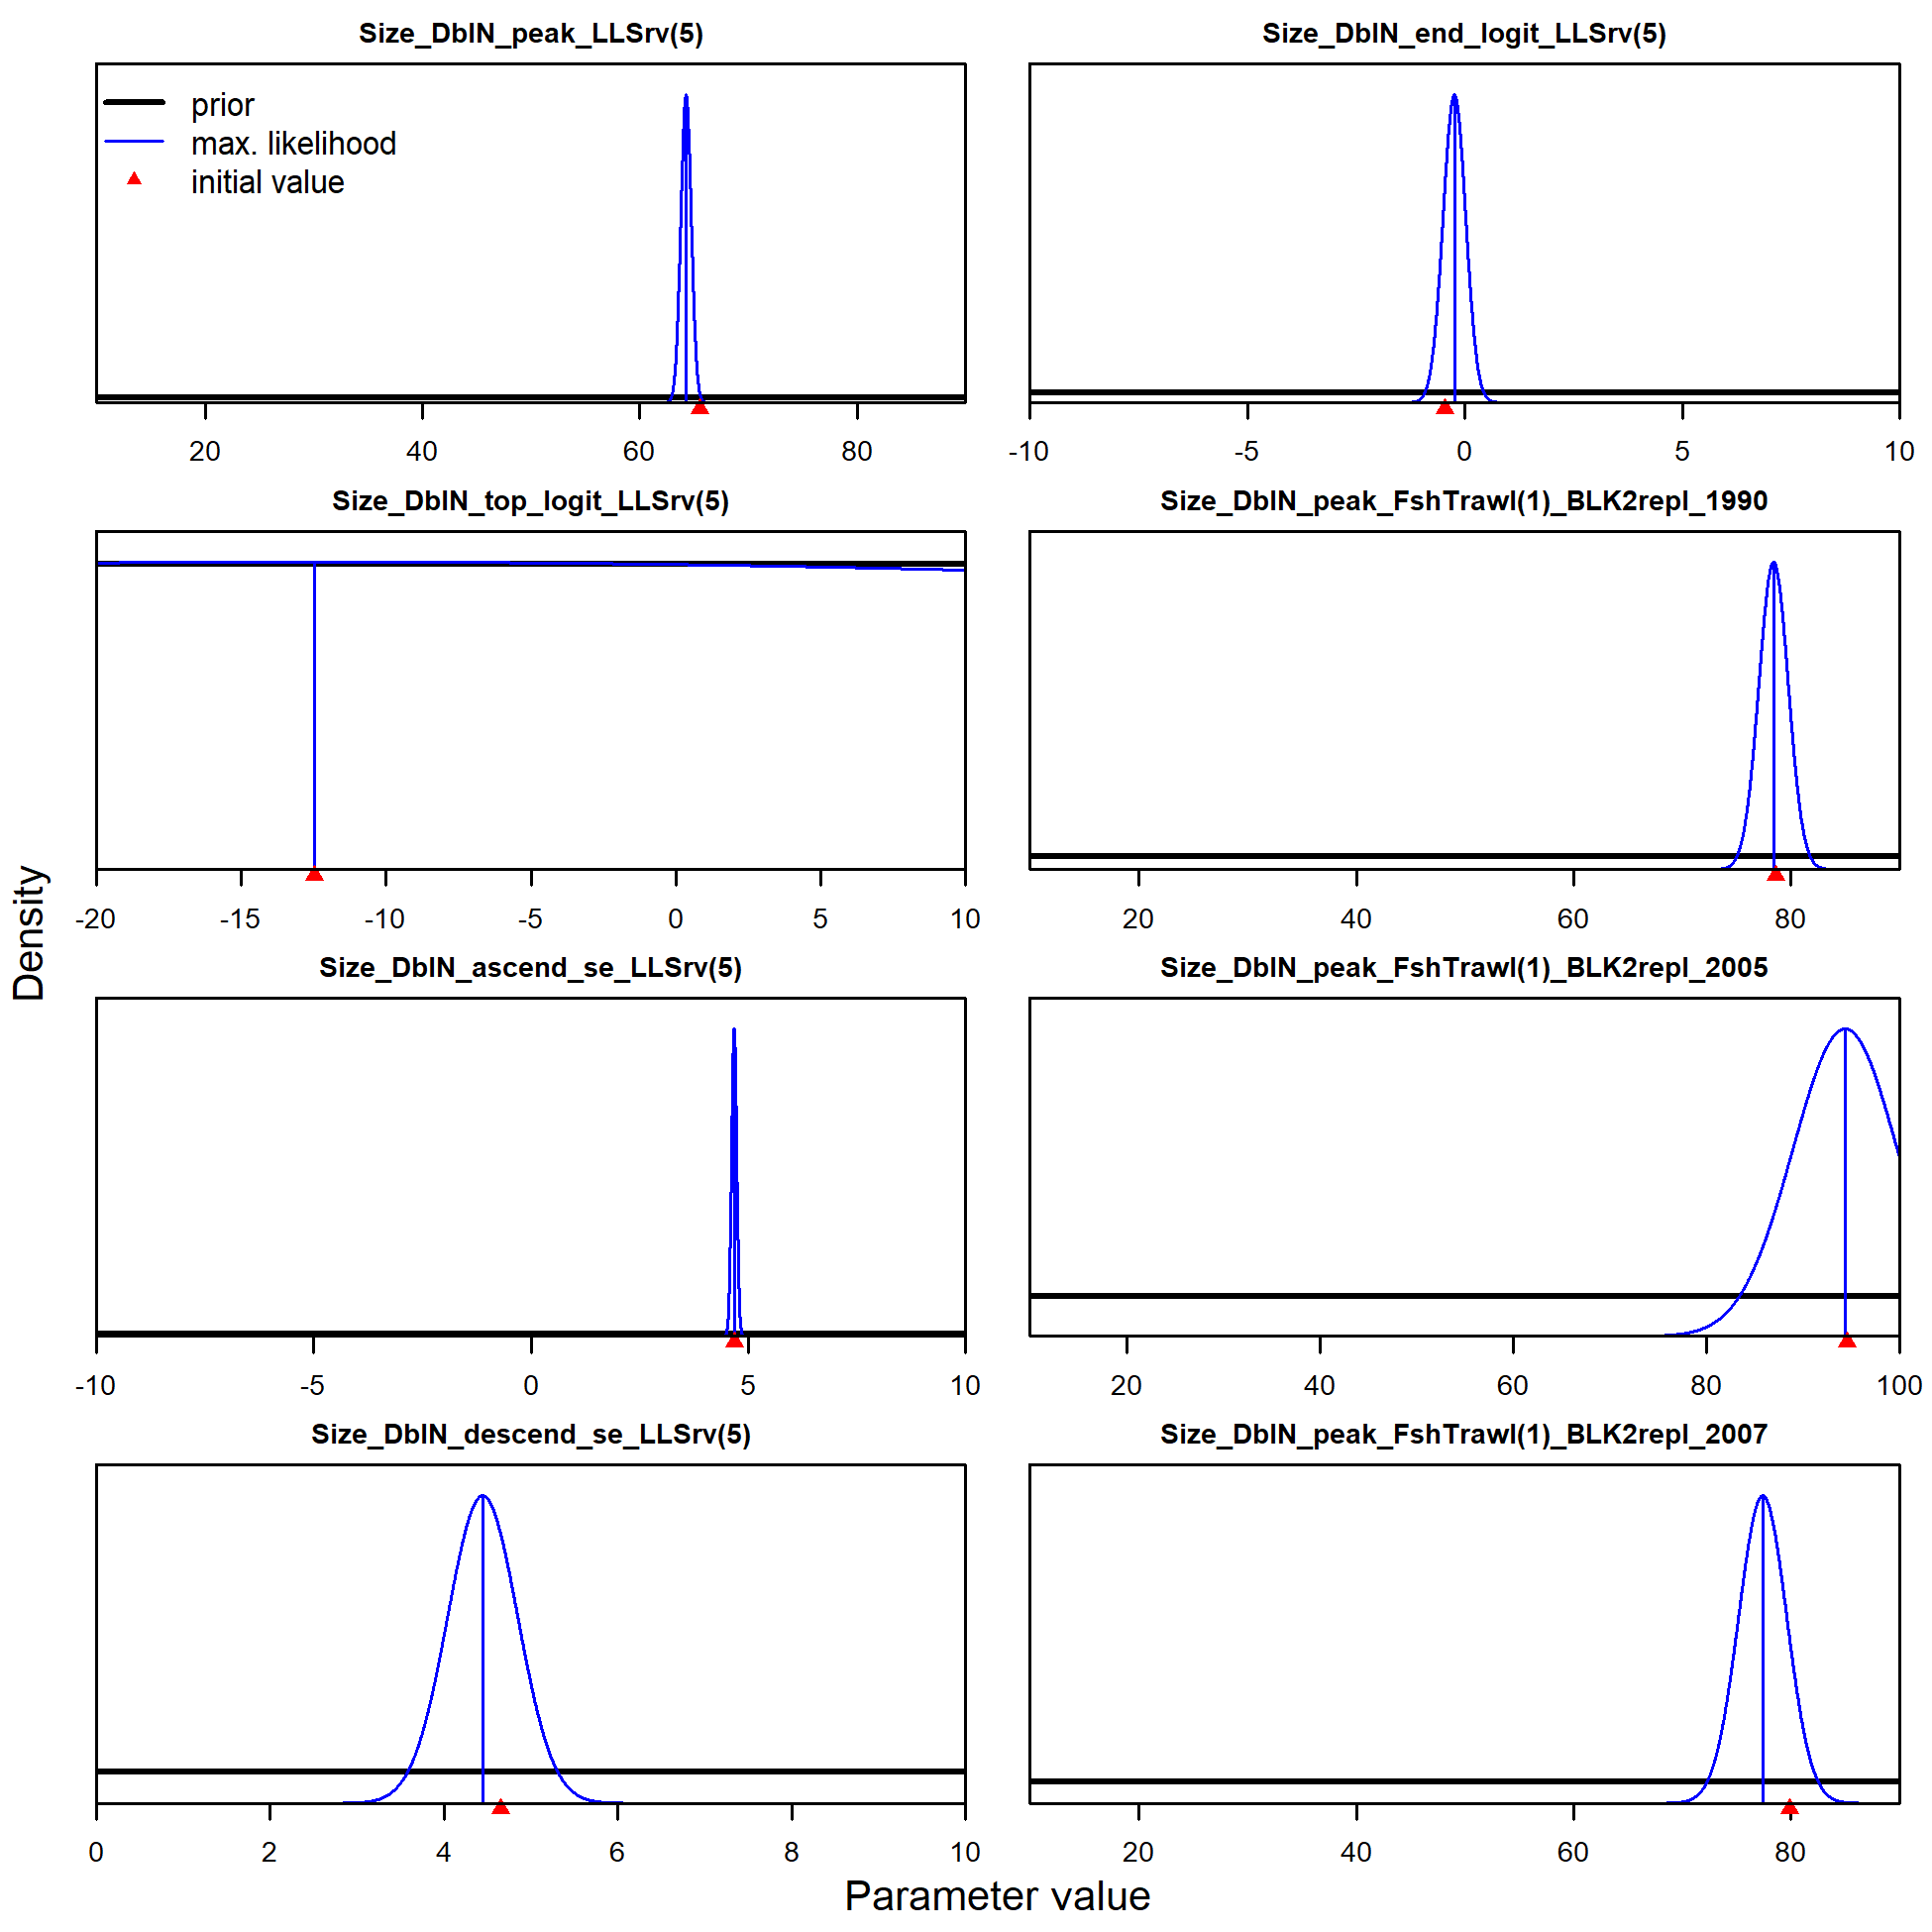 Size_DblN_peak_LLSrv(5)
prior
max. likelihood
initial value
20 40 60 80
Size_DblN_end_logit_LLSrv(5)
-10 -5 0 5 10
Size_DblN_top_logit_LLSrv(5)
-20 -15 -10 -5 0 5 10
Size_DblN_peak_FshTrawl(1)_BLK2repl_1990
20 40 60 80
Size_DblN_ascend_se_LLSrv(5)
-10 -5 0 5 10
Size_DblN_peak_FshTrawl(1)_BLK2repl_2005
20 40 60 80 100
Size_DblN_descend_se_LLSrv(5)
0 2 4 6 8 10
Size_DblN_peak_FshTrawl(1)_BLK2repl_2007
20 40 60 80
Density
Parameter value